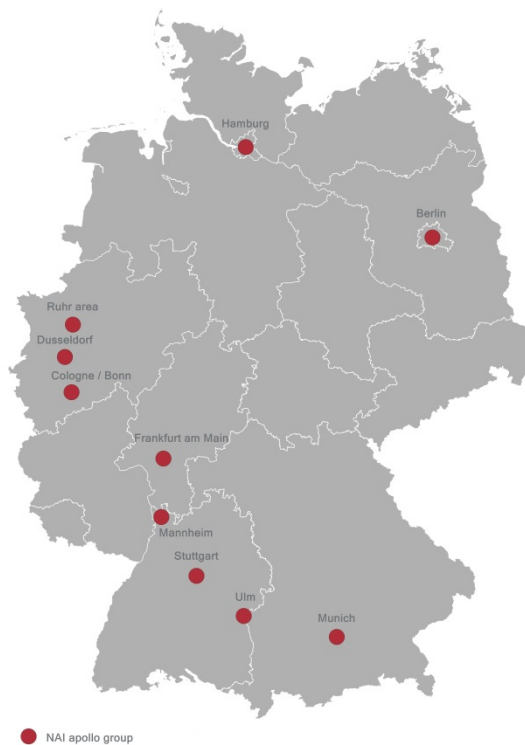 Hamburg
Berlin
Ruhr area
Dusseldorf
Cologne / Bonn
Frankfurt am Main
Mannheim
Stuttgart
Ulm
Munich
NAI apollo group